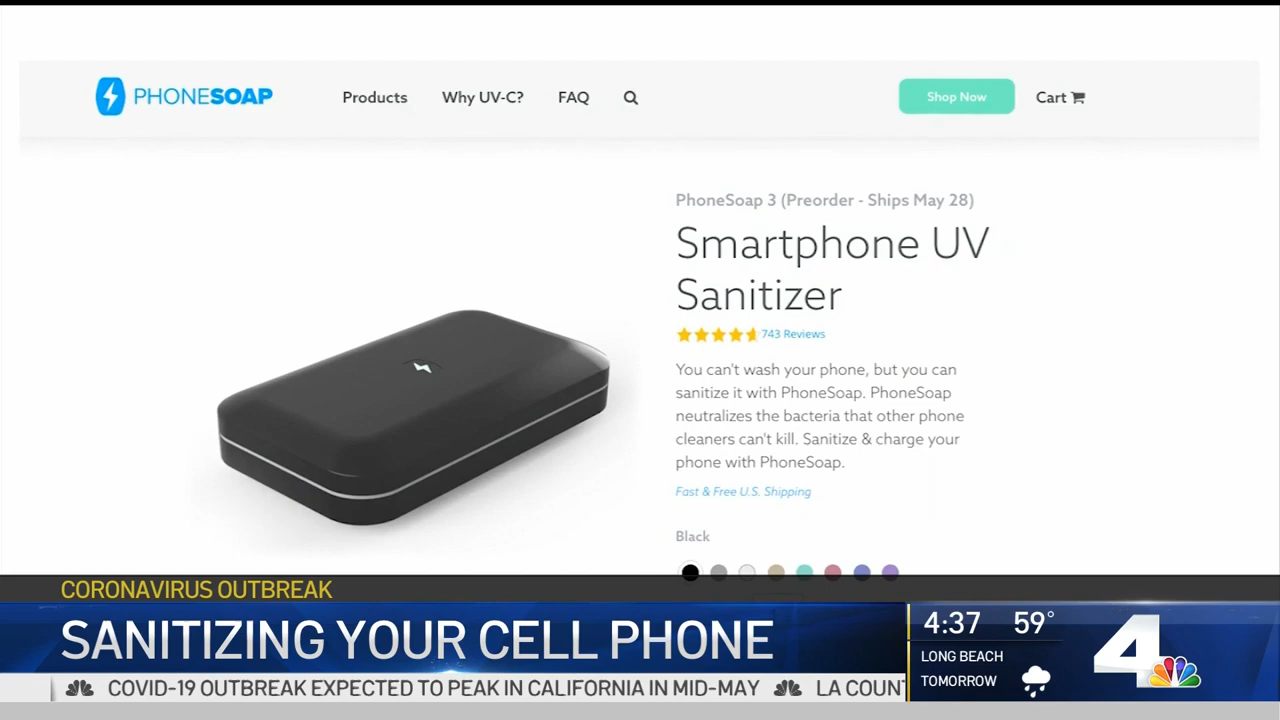 PHONESOAP
Products
Why UV-C?
FAQ
Shop Now
Cart
PhoneSoap 3 (Preorder - Ships May 28)
Smartphone UV
Sanitizer
743 Reviews
You can't wash your phone, but you can
sanitize it with PhoneSoap. PhoneSoap
neutralizes the bacteria that other phone
cleaners can't kill. Sanitize & charge your
phone with PhoneSoap.
Fast & Free U.S. Shipping
Black
CORONAVIRUS OUTBREAK
SANITIZING YOUR CELL PHONE
4:37 59°
LONG BEACH
TOMORROW
4
COVID-19 OUTBREAK EXPECTED TO PEAK IN CALIFORNIA IN MID-MAY
LA COUNT